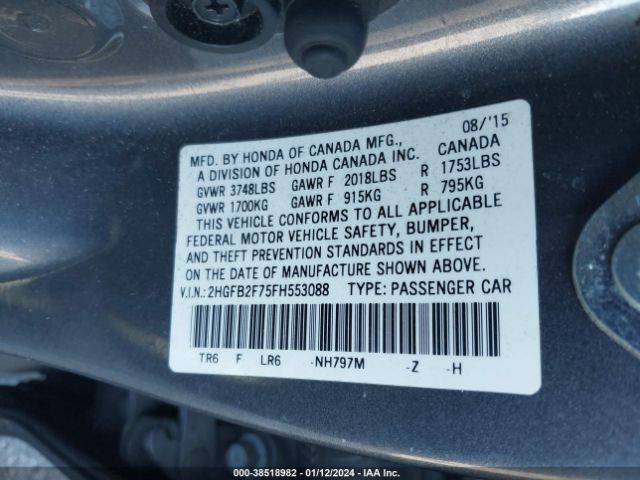 MFD. BY HONDA OF CANADA MFG., 08/'15
A DIVISION OF HONDA CANADA INC. CANADA
GVWR 3748LBS GAWR F 2018LBS R 1753LBS
GVWR 1700KG GAWR F 915KG R 795KG
THIS VEHICLE CONFORMS TO ALL APPLICABLE
FEDERAL MOTOR VEHICLE SAFETY, BUMPER,
AND THEFT PREVENTION STANDARDS IN EFFECT
ON THE DATE OF MANUFACTURE SHOWN ABOVE.
V.I.N.: 2HGFB2F75FH553088 TYPE: PASSENGER CAR
TR6 F LR6 -NH797M -Z -H
000-38518982 - 01/12/2024 - IAA Inc.